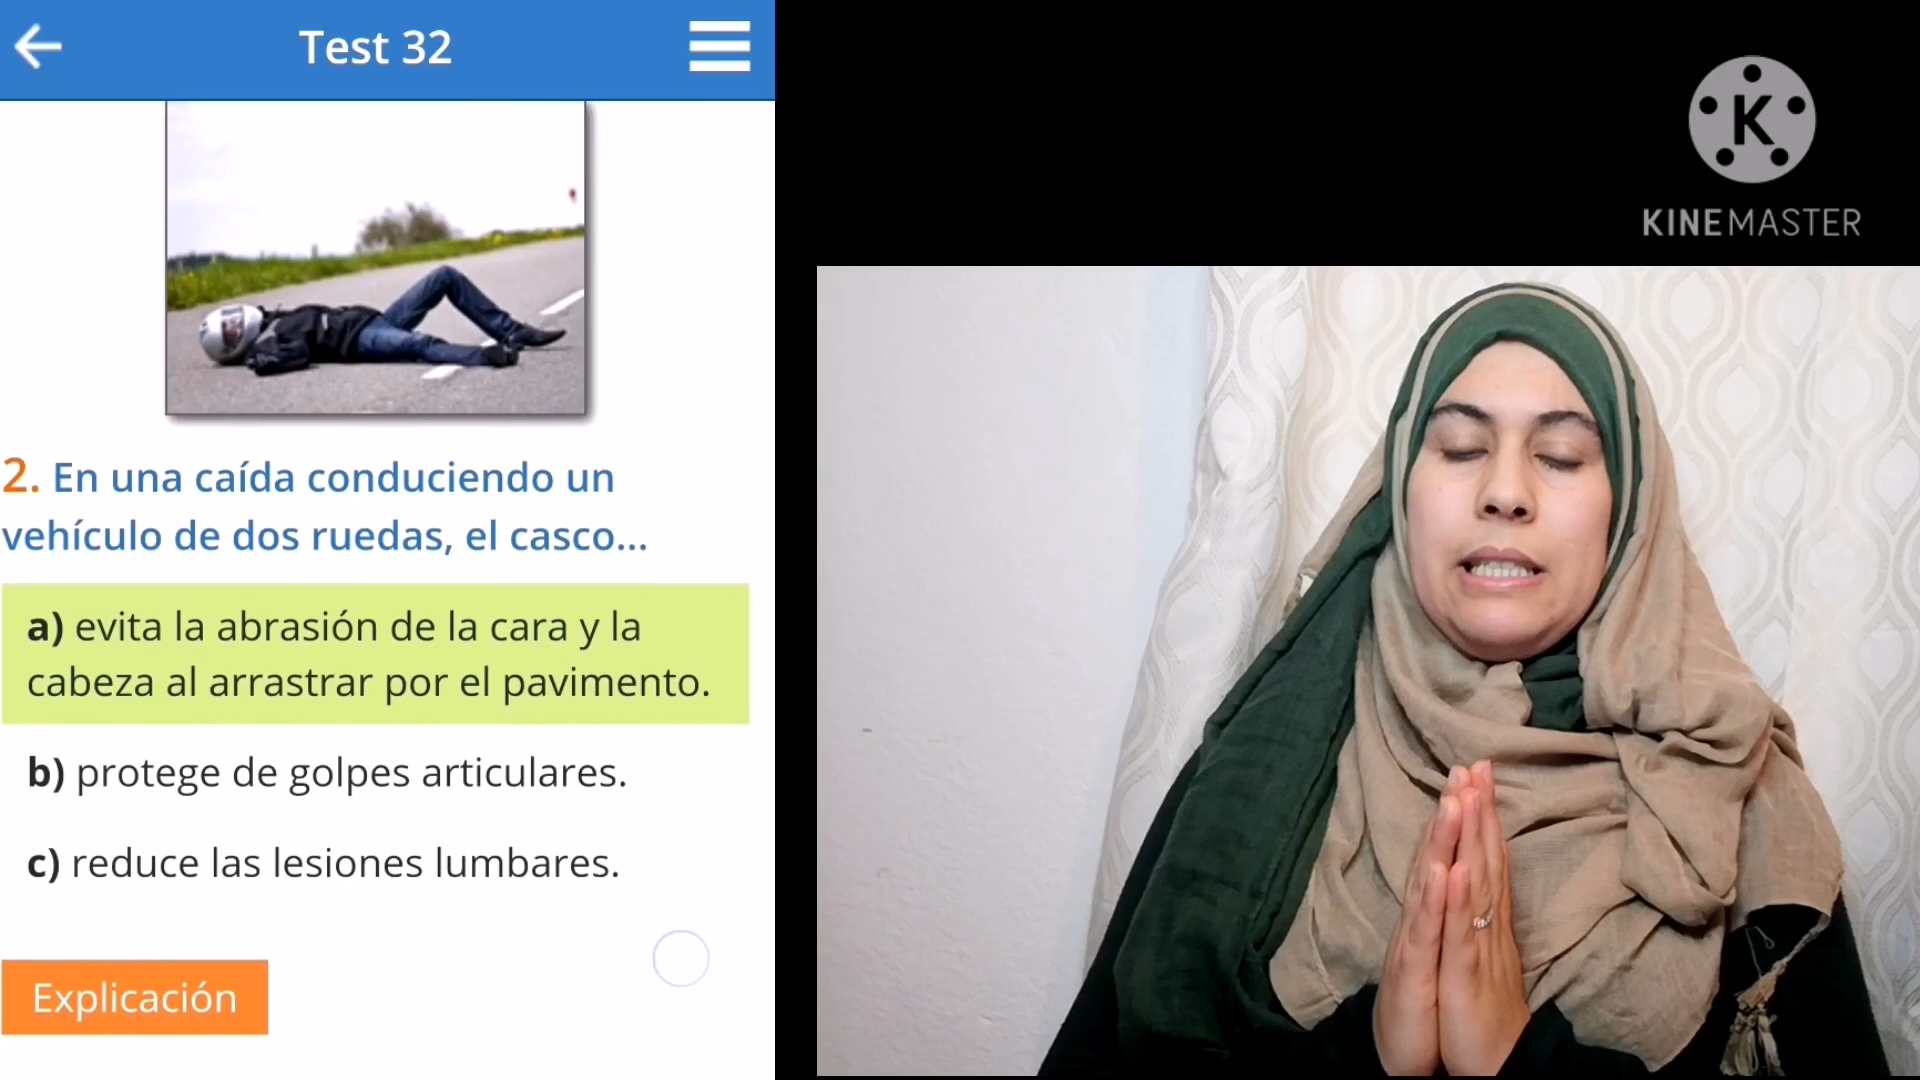 Test 32
2. En una caída conduciendo un
vehículo de dos ruedas, el casco...
a) evita la abrasión de la cara y la
cabeza al arrastrar por el pavimento.
b) protege de golpes articulares.
c) reduce las lesiones lumbares.
Explicación
K
KINEMASTER